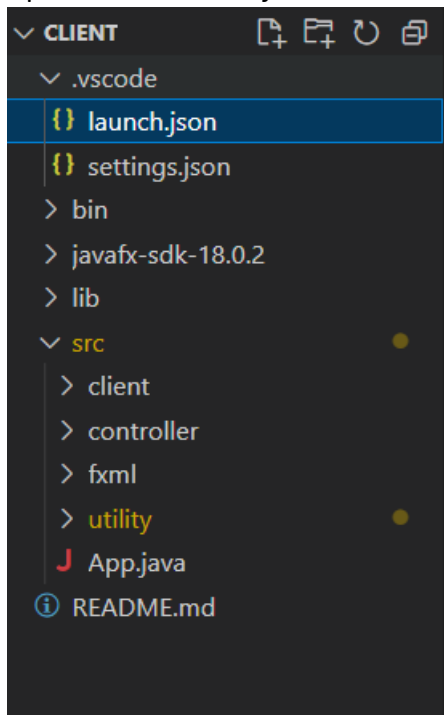 CLIENT
.vscode
{} launch.json
{} settings.json
bin
javafx-sdk-18.0.2
lib
src
client
controller
fxml
utility
J App.java
README.md